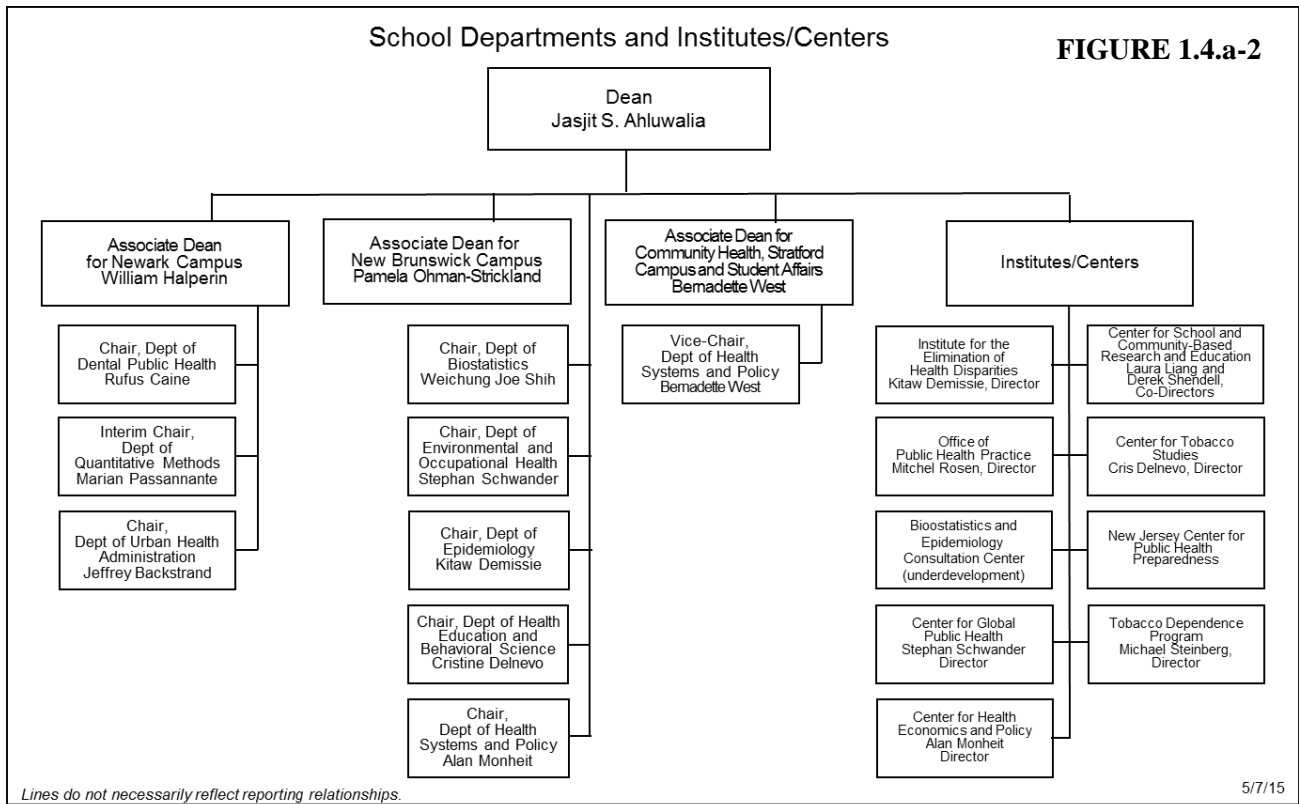 School Departments and Institutes/Centers
FIGURE 1.4.a-2
Dean
Jasjit S. Ahluwalia
Associate Dean
for Newark Campus
William Halperin
Associate Dean for
New Brunswick Campus
Pamela Ohman-Strickland
Associate Dean for
Community Health, Stratford
Campus and Student Affairs
Bernadette West
Institutes/Centers
Chair, Dept of
Dental Public Health
Rufus Caine
Interim Chair,
Dept of
Quantitative Methods
Marian Passannante
Chair,
Dept of Urban Health
Administration
Jeffrey Backstrand
Chair, Dept of
Biostatistics
Weichung Joe Shih
Chair, Dept of
Environmental and
Occupational Health
Stephan Schwander
Chair, Dept of
Epidemiology
Kitaw Demissie
Chair, Dept of Health
Education and
Behavioral Science
Cristine Delnevo
Chair,
Dept of Health
Systems and Policy
Alan Monheit
Vice-Chair,
Dept of Health
Systems and Policy
Bernadette West
Institute for the
Elimination of
Health Disparities
Kitaw Demissie, Director
Office of
Public Health Practice
Mitchel Rosen, Director
Bioostatistics and
Epidemiology
Consultation Center
(underdevelopment)
Center for Global
Public Health
Stephan Schwander
Director
Center for Health
Economics and Policy
Alan Monheit
Director
Center for School and
Community-Based
Research and Education
Laura Liang and
Derek Shendell,
Co-Directors
Center for Tobacco
Studies
Cris Delnevo, Director
New Jersey Center for
Public Health
Preparedness
Tobacco Dependence
Program
Michael Steinberg,
Director
Lines do not necessarily reflect reporting relationships.
5/7/15